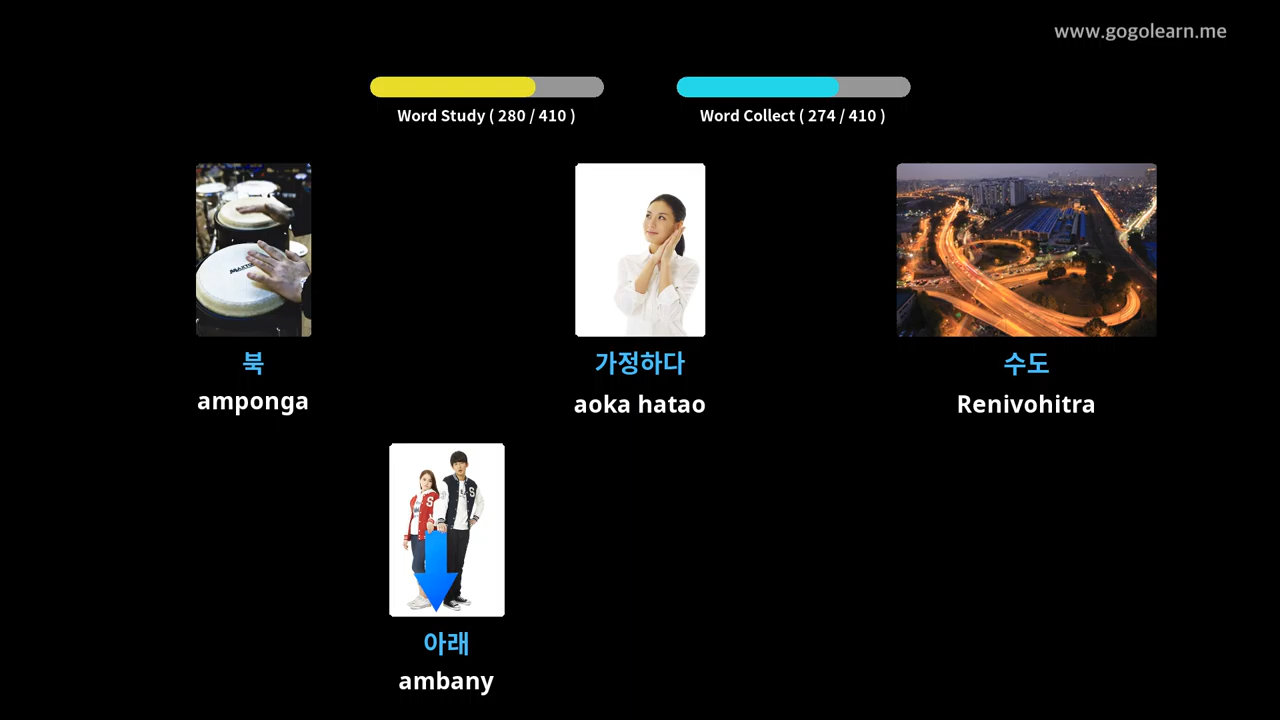 www.gogolearn.me
Word Study ( 280 / 410 )
Word Collect ( 274 / 410 )
북
amponga
가정하다
aoka hatao
수도
Renivohitra
S
S
아래
ambany